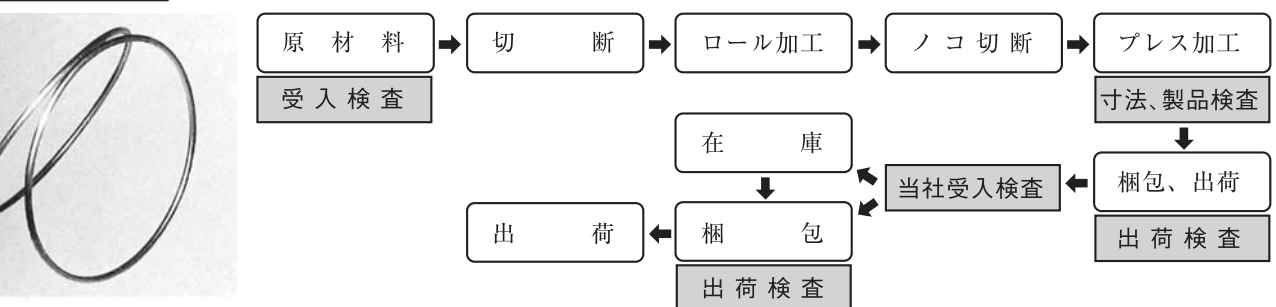 原材料
受入検査
切断
ロール加工
ノコ切断
プレス加工
寸法、製品検査
梱包、出荷
出荷検査
当社受入検査
在庫
梱包
出荷検査
出荷